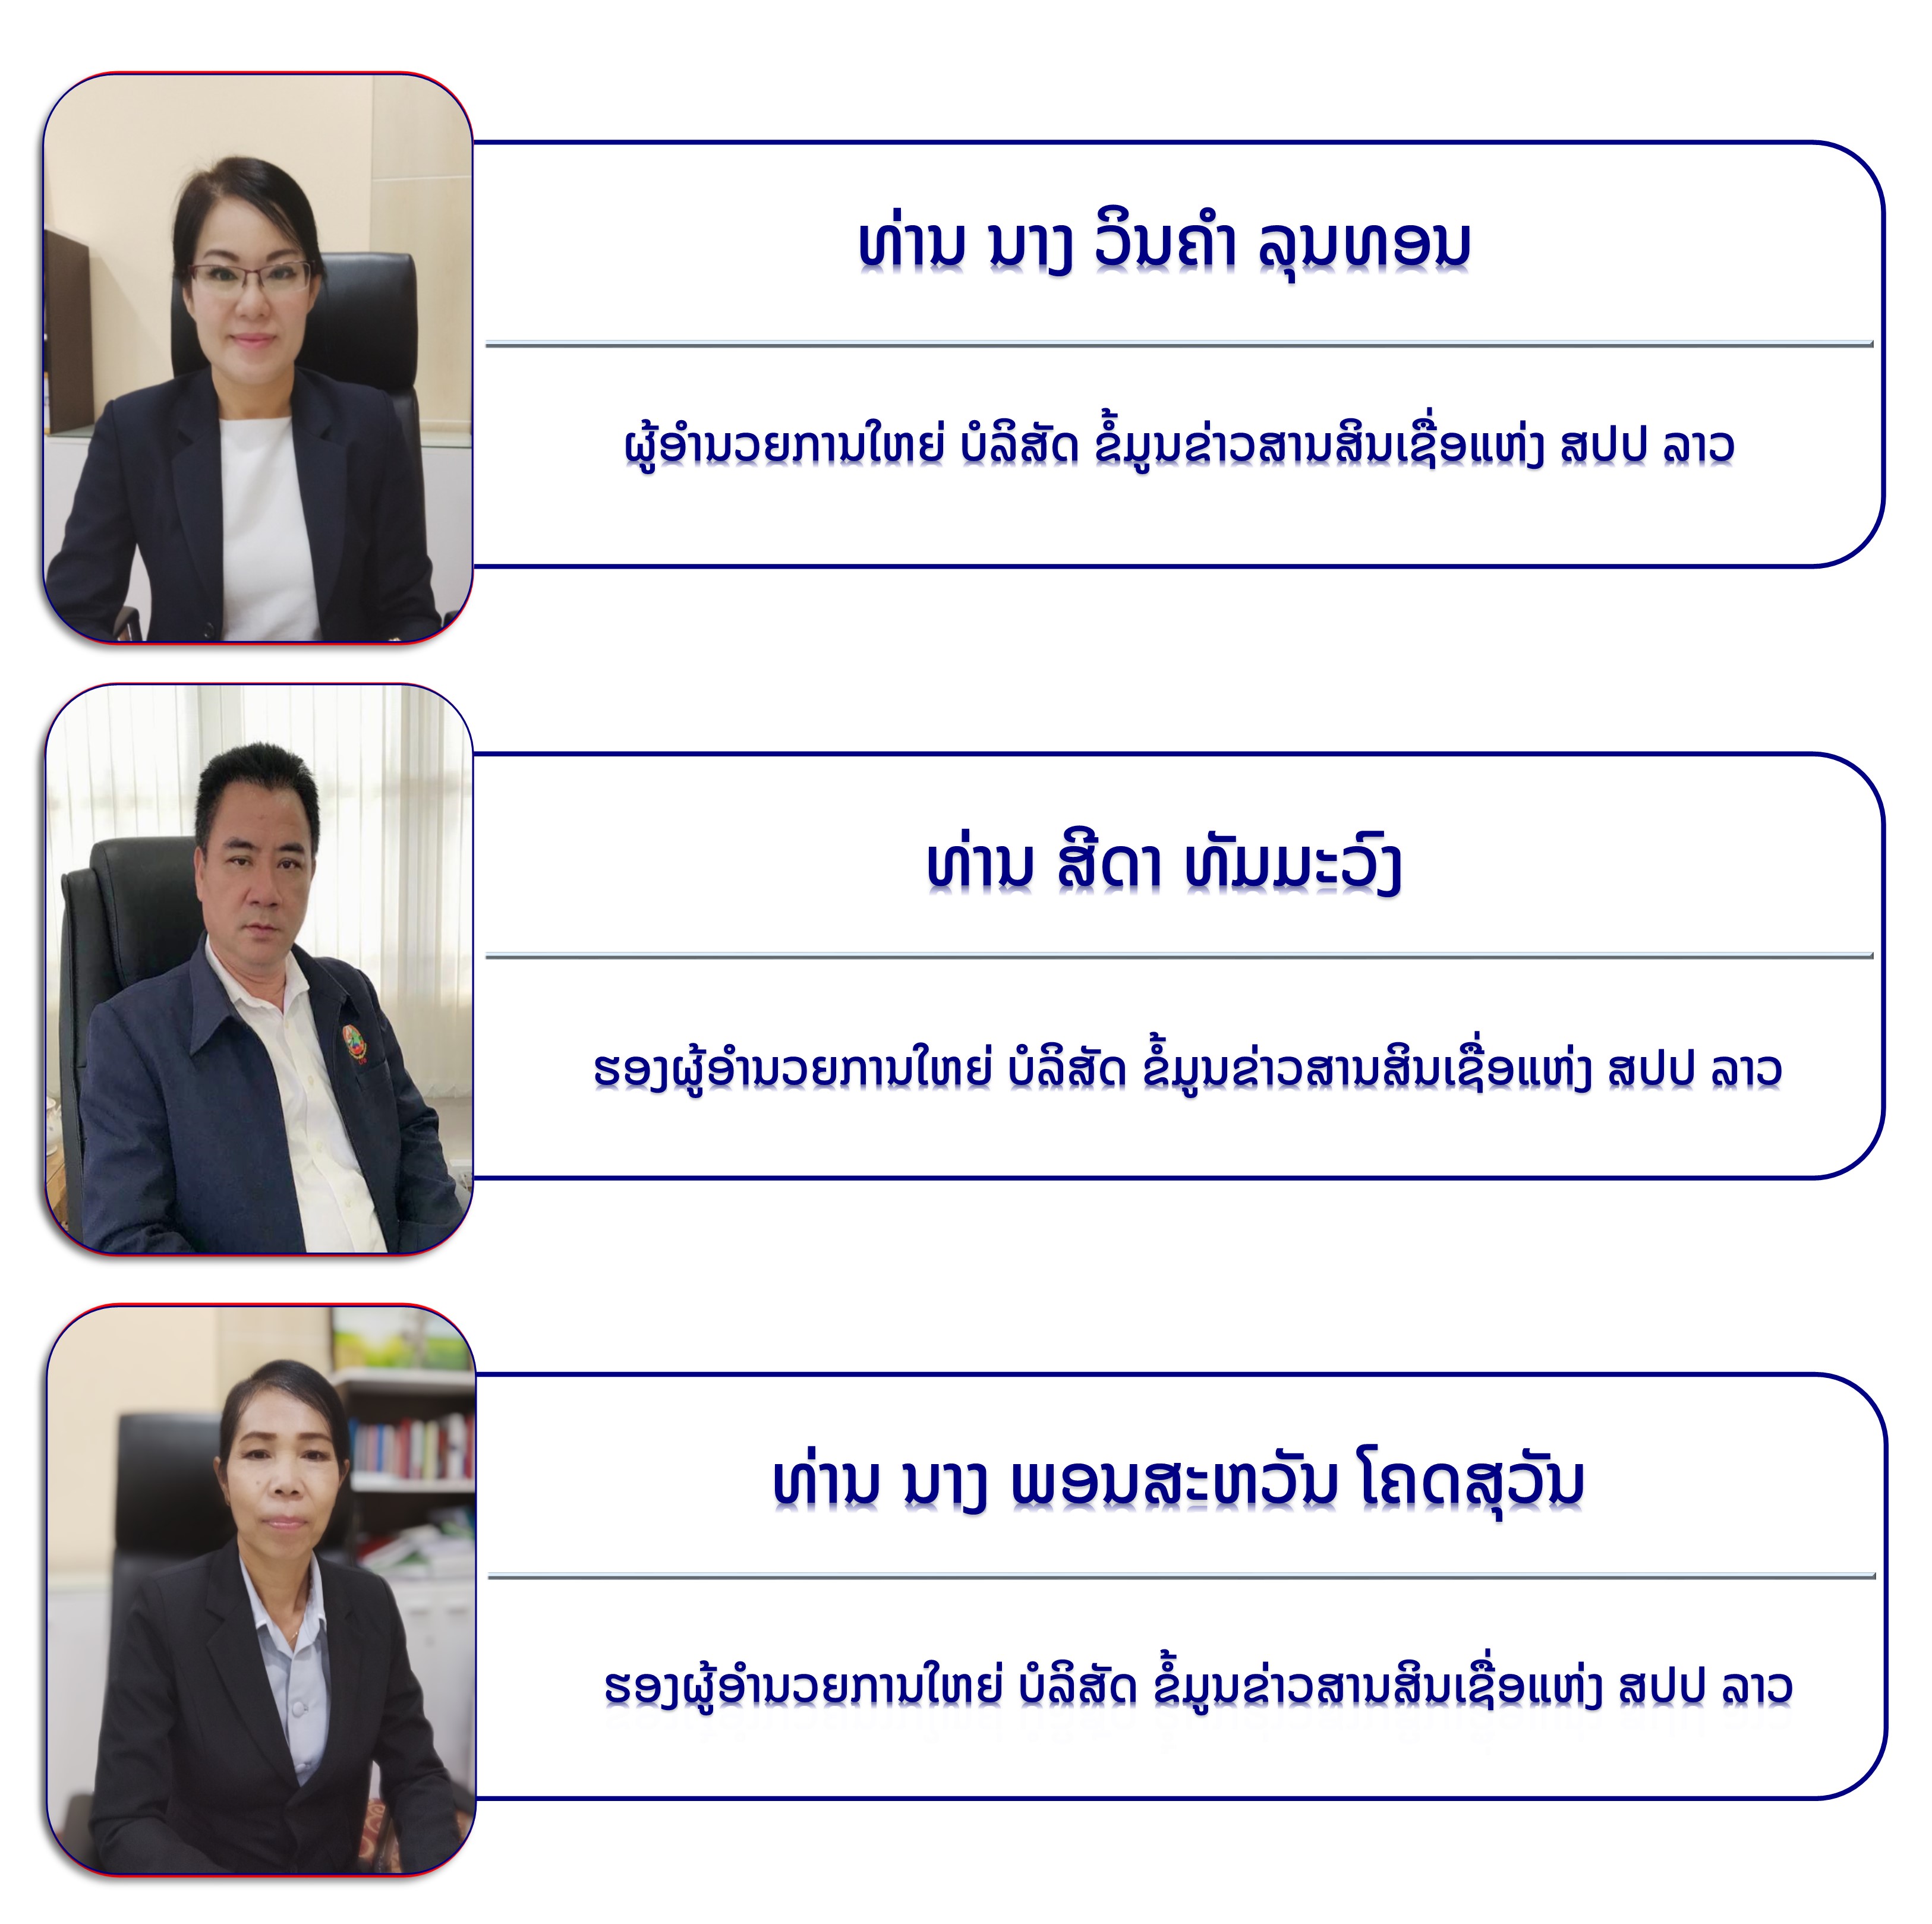 ທ່ານ ນາງ ວິນຄຳ ລຸນທອນ
ຜູ້ອຳນວຍການໃຫຍ່ ບໍລິສັດ ຂໍ້ມູນຂ່າວສານສິນເຊື່ອແຫ່ງ ສປປ ລາວ
ທ່ານ ສີດາ ທັມມະວົງ
ຮອງຜູ້ອຳນວຍການໃຫຍ່ ບໍລິສັດ ຂໍ້ມູນຂ່າວສານສິນເຊື່ອແຫ່ງ ສປປ ລາວ
ທ່ານ ນາງ ພອນສະຫວັນ ໂຄດສຸວັນ
ຮອງຜູ້ອຳນວຍການໃຫຍ່ ບໍລິສັດ ຂໍ້ມູນຂ່າວສານສິນເຊື່ອແຫ່ງ ສປປ ລາວ